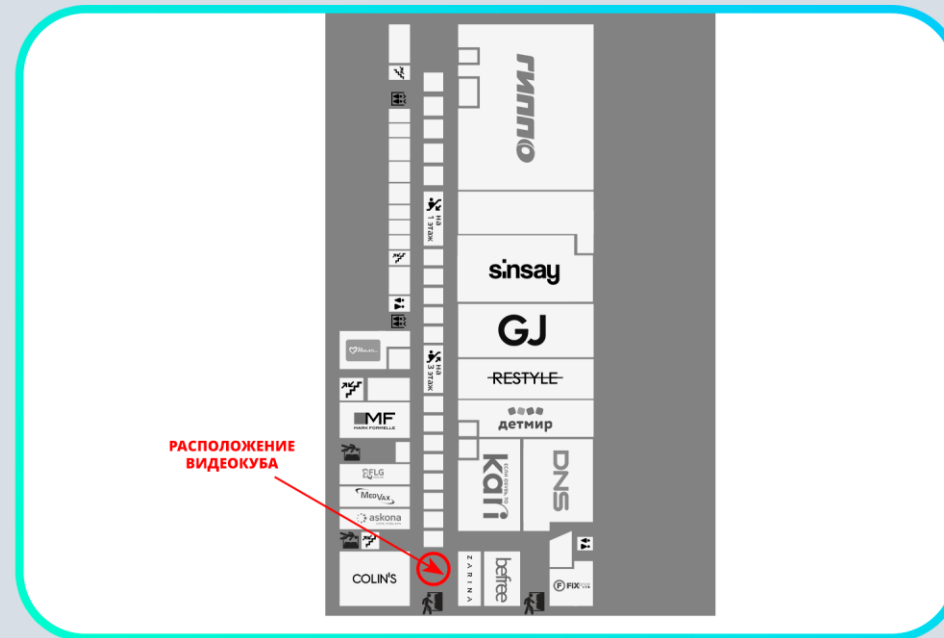 ГИППО
на
1 этаж
sinsay
GJ
на
3 этаж
RESTYLE
детмир
MF
MARK FORMELLE
РАСПОЛОЖЕНИЕ
ВИДЕОКУБА
kari
DNS
FLG
MEDVAX
askona
COLIN'S
ZARINA
befree
F FIX